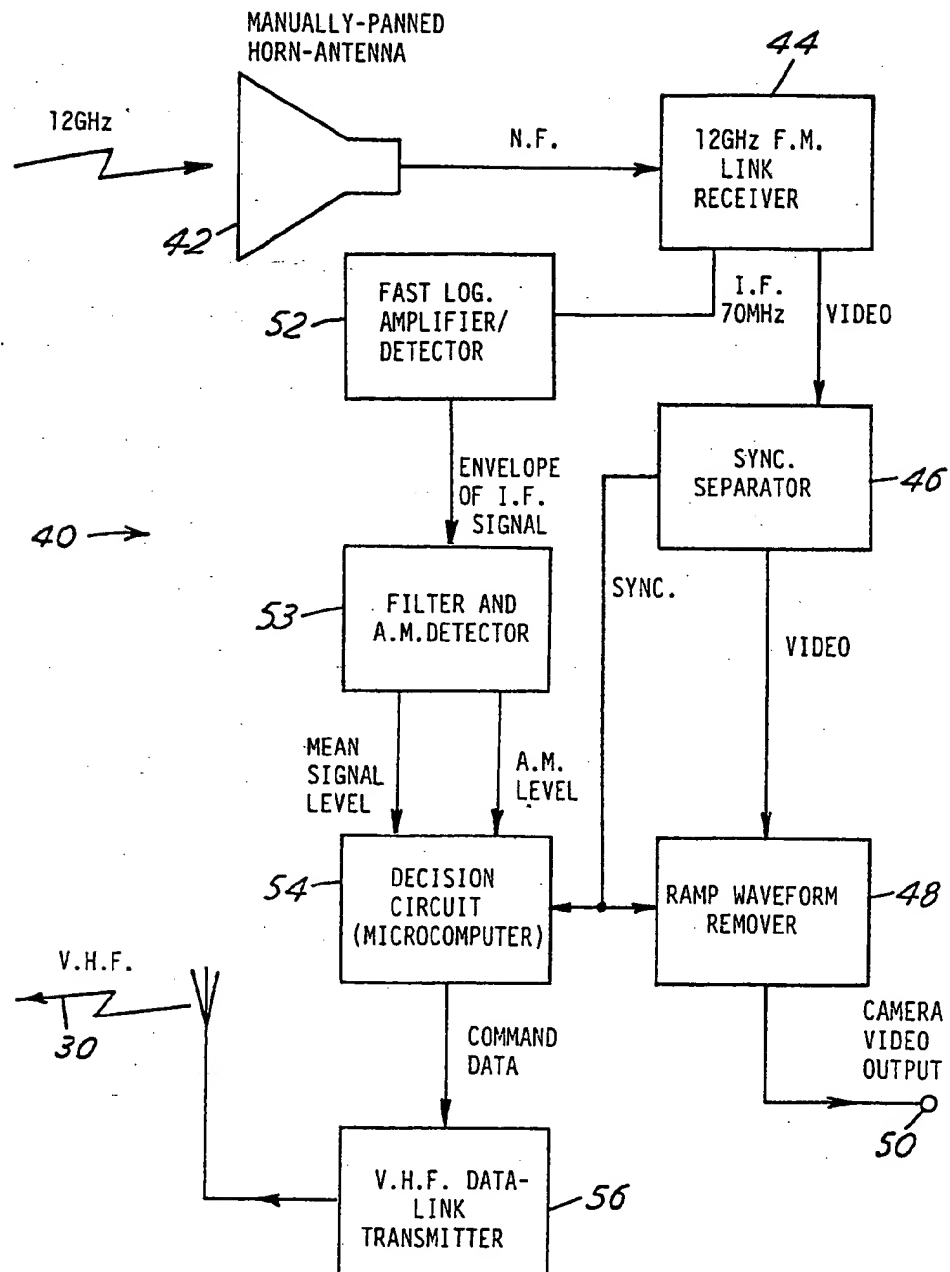 MANUALLY-PANNED
HORN-ANTENNA
44
12GHz
N.F.
12GHz F.M.
LINK
RECEIVER
42
I.F.
70MHz
VIDEO
FAST LOG.
AMPLIFIER/
DETECTOR
52
SYNC.
SEPARATOR
46
ENVELOPE
OF I.F.
SIGNAL
40
SYNC.
FILTER AND
A.M.DETECTOR
53
VIDEO
MEAN
SIGNAL
LEVEL
A.M.
LEVEL
54
DECISION
CIRCUIT
(MICROCOMPUTER)
RAMP WAVEFORM
REMOVER
48
V.H.F.
30
COMMAND
DATA
CAMERA
VIDEO
OUTPUT
50
V.H.F. DATA-
LINK
TRANSMITTER
56